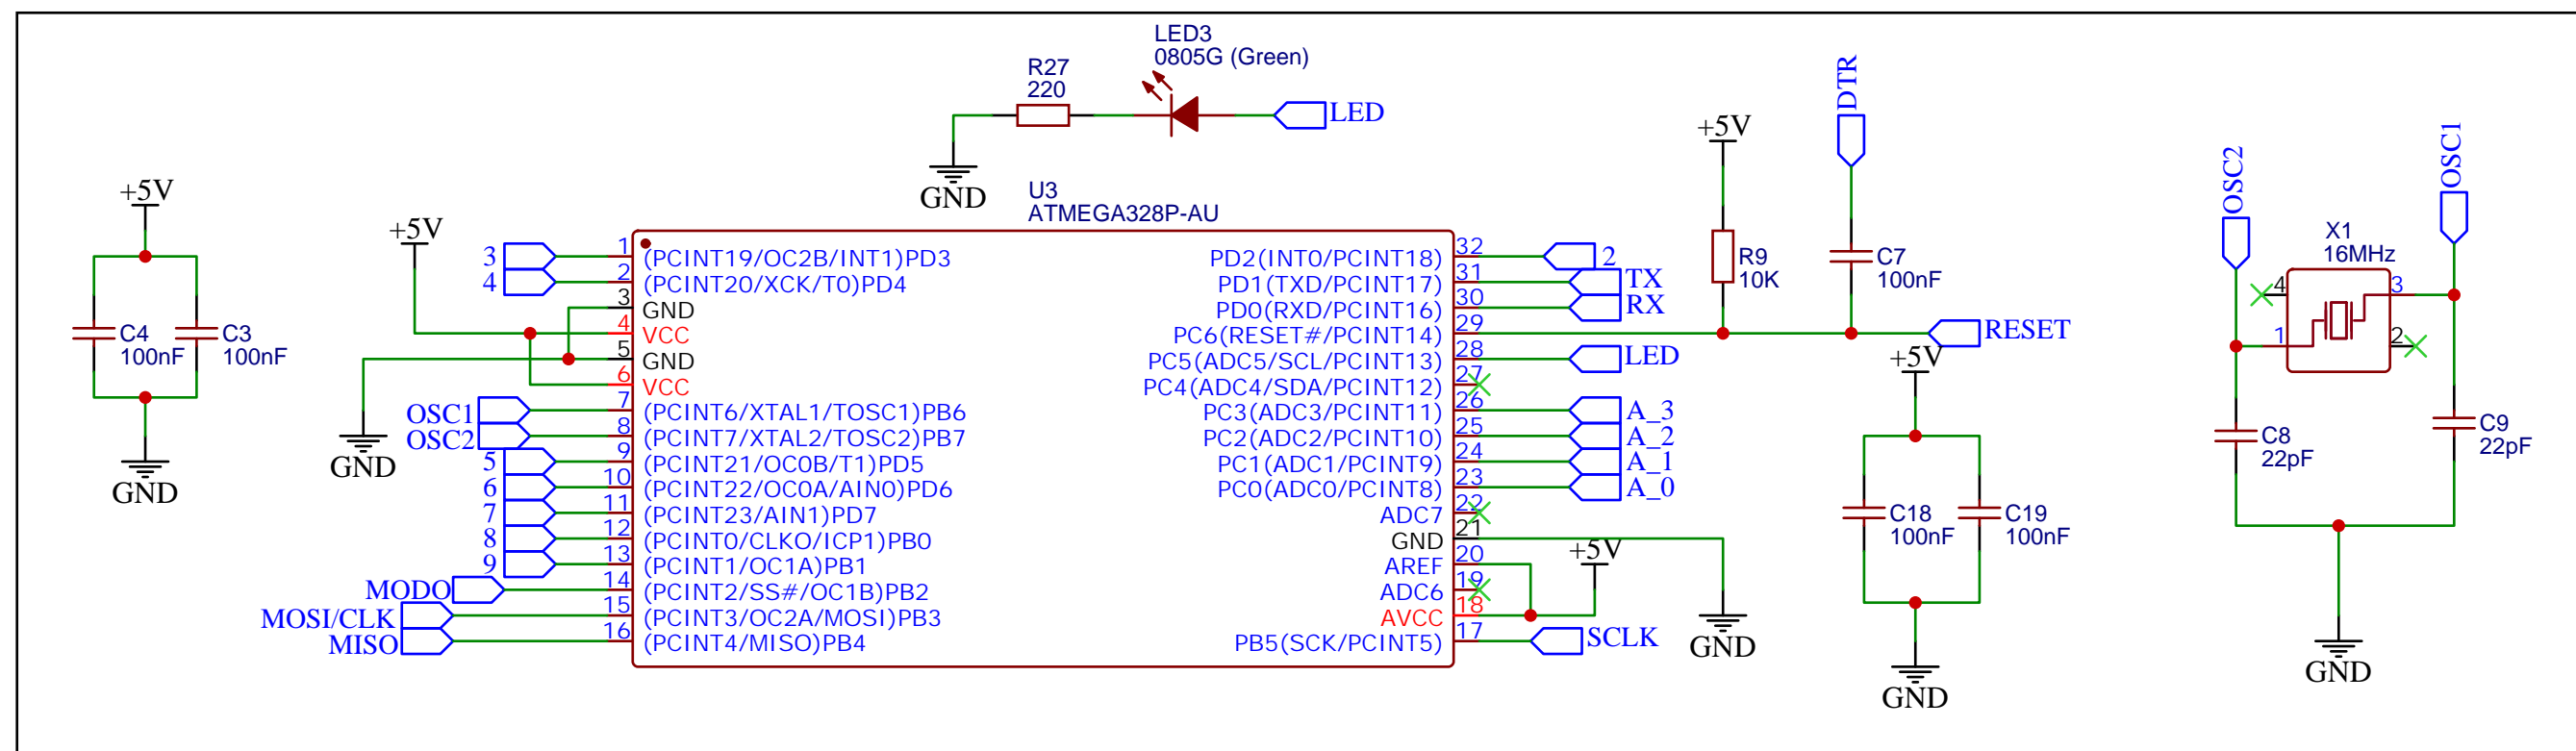 LED3
0805G (Green)
R27
220
LED
GND
DTR
+5V
R9
10K
C7
100nF
RESET
OSC2
OSC1
X1
16MHz
4
3
1
2
C8
22pF
C9
22pF
GND
+5V
C4
100nF
C3
100nF
GND
+5V
GND
U3
ATMEGA328P-AU
3 1 (PCINT19/OC2B/INT1)PD3
4 2 (PCINT20/XCK/T0)PD4
3 GND
4 VCC
5 GND
6 VCC
OSC1 7 (PCINT6/XTAL1/TOSC1)PB6
OSC2 8 (PCINT7/XTAL2/TOSC2)PB7
5 9 (PCINT21/OC0B/T1)PD5
6 10 (PCINT22/OC0A/AIN0)PD6
7 11 (PCINT23/AIN1)PD7
8 12 (PCINT0/CLKO/ICP1)PB0
9 13 (PCINT1/OC1A)PB1
MODO 14 (PCINT2/SS#/OC1B)PB2
MOSI/CLK 15 (PCINT3/OC2A/MOSI)PB3
MISO 16 (PCINT4/MISO)PB4
PD2(INT0/PCINT18) 32 2
PD1(TXD/PCINT17) 31 TX
PD0(RXD/PCINT16) 30 RX
PC6(RESET#/PCINT14) 29
PC5(ADC5/SCL/PCINT13) 28 LED
PC4(ADC4/SDA/PCINT12) 27
PC3(ADC3/PCINT11) 26 A_3
PC2(ADC2/PCINT10) 25 A_2
PC1(ADC1/PCINT9) 24 A_1
PC0(ADC0/PCINT8) 23 A_0
ADC7 22
GND 21
AREF 20
ADC6 19
AVCC 18
PB5(SCK/PCINT5) 17 SCLK
+5V
GND
+5V
C18
100nF
C19
100nF
GND